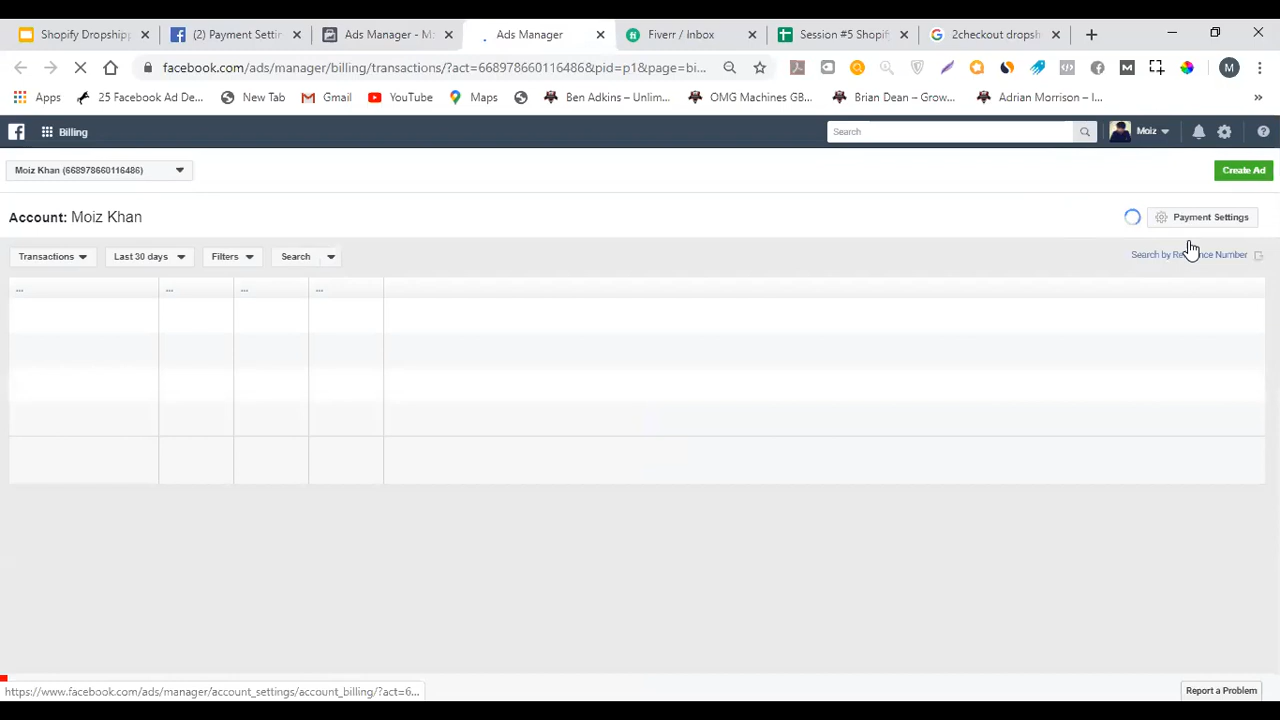 Shopify Dropship
(2) Payment Setti
Ads Manager - M
Ads Manager
Fiverr / Inbox
Session #5 Shopif
2checkout dropsh
facebook.com/ads/manager/billing/transactions/?act=668978660116486&pid=p1&page=bi...
Apps
25 Facebook Ad De...
New Tab
Gmail
YouTube
Maps
Ben Adkins – Unlim...
OMG Machines GB...
Brian Dean – Grow...
Adrian Morrison – I...
Billing
Search
Moiz
Moiz Khan (668978660116486)
Create Ad
Account: Moiz Khan
Payment Settings
Transactions
Last 30 days
Filters
Search
Search by Re nce Number
... ... ... ...
https://www.facebook.com/ads/manager/account_settings/account_billing/?act=6...
Report a Problem